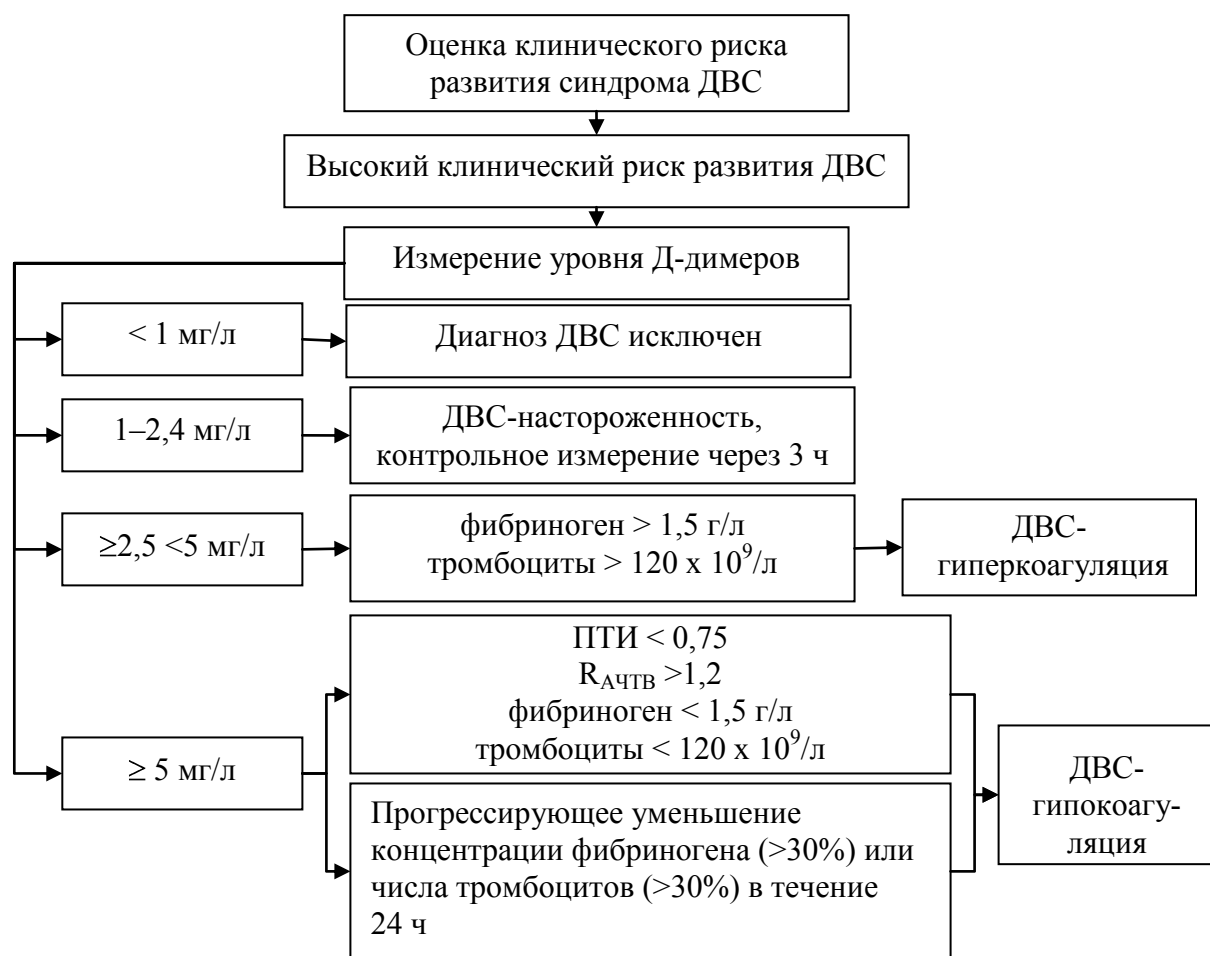 Оценка клинического риска
развития синдрома ДВС
Высокий клинический риск развития ДВС
Измерение уровня Д-димеров
< 1 мг/л
Диагноз ДВС исключен
1–2,4 мг/л
ДВС-настороженность,
контрольное измерение через 3 ч
≥2,5 <5 мг/л
фибриноген > 1,5 г/л
тромбоциты > 120 х 10⁹/л
ДВС-
гиперкоагуляция
≥ 5 мг/л
ПТИ < 0,75
RАЧТВ >1,2
фибриноген < 1,5 г/л
тромбоциты < 120 х 10⁹/л
Прогрессирующее уменьшение
концентрации фибриногена (>30%) или
числа тромбоцитов (>30%) в течение
24 ч
ДВС-
гипокоагу-
ляция